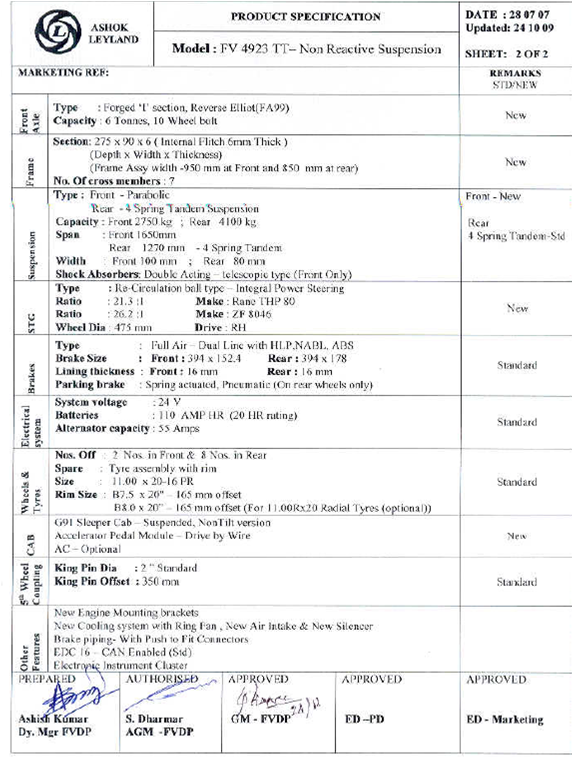 ASHOK
LEYLAND
PRODUCT SPECIFICATION
Model : FV 4923 TT– Non Reactive Suspension
DATE : 28 07 07
Updated: 24 10 09
SHEET: 2 OF 2
MARKETING REF:
REMARKS
STD/NEW
Front
Axle
Type : Forged 'I' section, Reverse Elliot(FA99)
Capacity : 6 Tonnes, 10 Wheel bolt
New
Frame
Section: 275 x 90 x 6 ( Internal Flitch 6mm Thick )
(Depth x Width x Thickness)
(Frame Assy width -950 mm at Front and 850 mm at rear)
No. Of cross members : 7
New
Suspension
Type : Front - Parabolic
Rear - 4 Spring Tandem Suspension
Capacity : Front 2750 kg ; Rear 4100 kg
Span : Front 1650mm
Rear 1270 mm - 4 Spring Tandem
Width : Front 100 mm ; Rear 80 mm
Shock Absorbers: Double Acting – telescopic type (Front Only)
Front - New
Rear
4 Spring Tandem-Std
STG
Type : Re-Circulation ball type – Integral Power Steering
Ratio : 21.3 :1 Make : Rane THP 80
Ratio : 26.2 :1 Make : ZF 8046
Wheel Dia : 475 mm Drive : RH
New
Brakes
Type : Full Air – Dual Line with HLP,NABL, ABS
Brake Size : Front : 394 x 152.4 Rear : 394 x 178
Lining thickness : Front : 16 mm Rear : 16 mm
Parking brake : Spring actuated, Pneumatic (On rear wheels only)
Standard
Electrical
system
System voltage : 24 V
Batteries : 110 AMP HR (20 HR rating)
Alternator capacity : 55 Amps
Standard
Wheels &
Tyres
Nos. Off : 2 Nos. in Front & 8 Nos. in Rear
Spare : Tyre assembly with rim
Size : 11.00 x 20-16 PR
Rim Size : B7.5 x 20" – 165 mm offset
B8.0 x 20" – 165 mm offset (For 11.00Rx20 Radial Tyres (optional))
Standard
CAB
G91 Sleeper Cab – Suspended, NonTilt version
Accelerator Pedal Module – Drive by Wire
AC – Optional
New
5th Wheel
Coupling
King Pin Dia : 2 " Standard
King Pin Offset : 350 mm
Standard
Other
Features
New Engine Mounting brackets
New Cooling system with Ring Fan , New Air Intake & New Silencer
Brake piping- With Push to Fit Connectors
EDC 16 – CAN Enabled (Std)
Electronic Instrument Cluster
PREPARED
Ashish Kumar
Dy. Mgr FVDP
AUTHORISED
S. Dharmar
AGM -FVDP
APPROVED
GM - FVDP
APPROVED
ED –PD
APPROVED
ED - Marketing